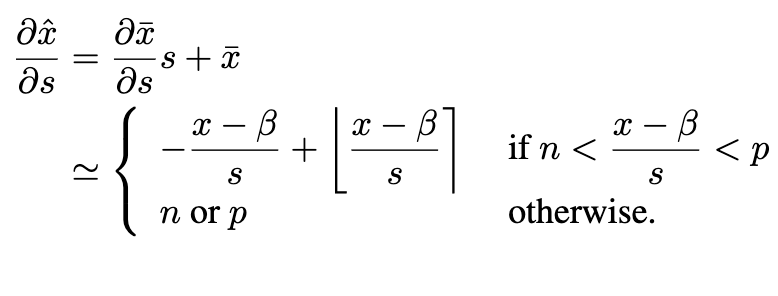 ∂x̂/∂s = ∂x̄/∂s s + x̄
≃ { −(x − β)/s + ⌊(x − β)/s⌉ if n < (x − β)/s < p
n or p otherwise.